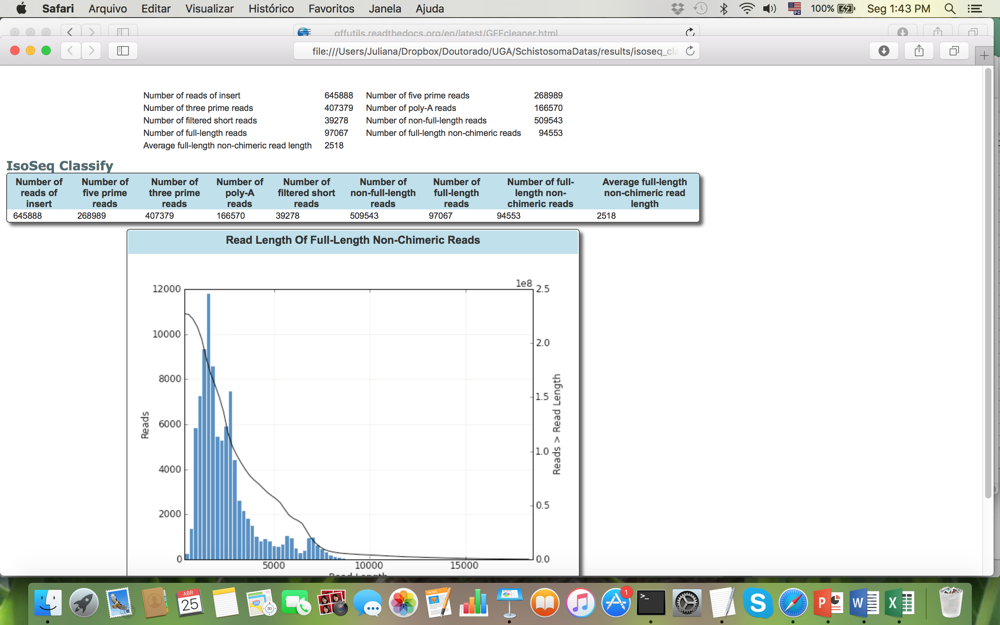 Safari Arquivo Editar Visualizar Histórico Favoritos Janela Ajuda PC 100% Seg 1:43 PM
gffutils.readthedocs.org/en/latest/GFFcleaner.html
file:///Users/Juliana/Dropbox/Doutorado/UGA/SchistosomaDatas/results/isoseq_cla
Number of reads of insert 645888 Number of five prime reads 268989
Number of three prime reads 407379 Number of poly-A reads 166570
Number of filtered short reads 39278 Number of non-full-length reads 509543
Number of full-length reads 97067 Number of full-length non-chimeric reads 94553
Average full-length non-chimeric read length 2518
IsoSeq Classify
Number of Number of Number of Number of Number of Number of Number of Number of full- Average full-length
reads of five prime three prime poly-A filtered short non-full-length full-length length non- non-chimeric read
insert reads reads reads reads reads reads chimeric reads length
645888 268989 407379 166570 39278 509543 97067 94553 2518
Read Length Of Full-Length Non-Chimeric Reads
1e8
12000 2.5
10000 2.0
8000
1.5
6000
1.0
4000
0.5
2000
0 0.0
Reads
Reads > Read Length
5000 10000 15000
Read Length
ABR
25
280
3D
PAGES
1
>_
S
P
W
X